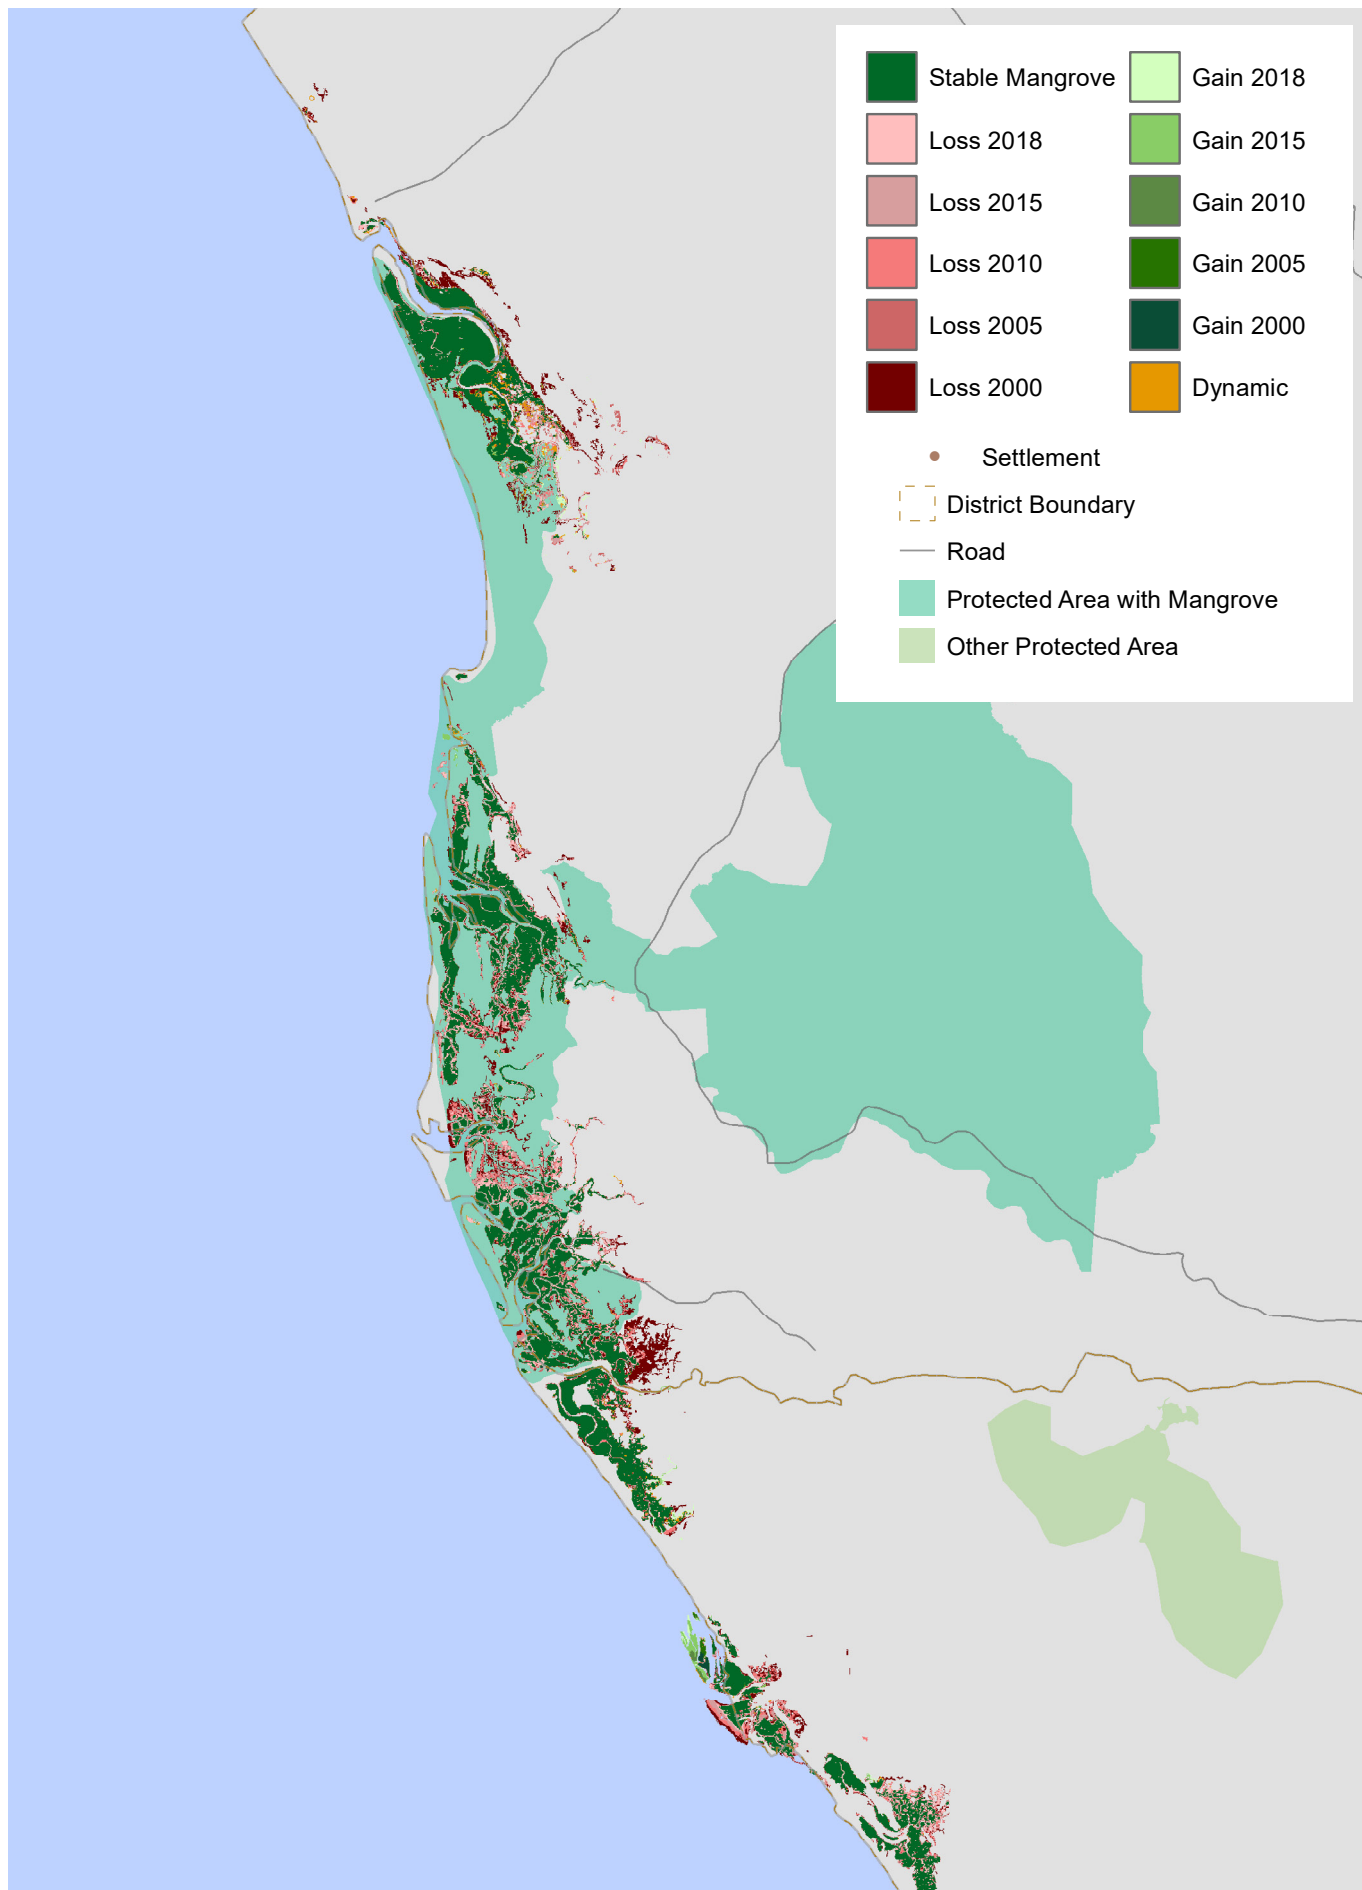 Stable Mangrove
Loss 2018
Loss 2015
Loss 2010
Loss 2005
Loss 2000
Gain 2018
Gain 2015
Gain 2010
Gain 2005
Gain 2000
Dynamic
Settlement
District Boundary
Road
Protected Area with Mangrove
Other Protected Area